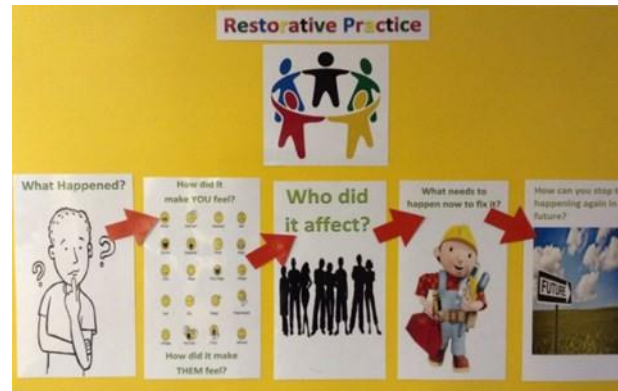 Restorative Practice
What Happened?
How did it
make YOU feel?
How did it make
THEM feel?
Who did
it affect?
What needs to
happen now to fix it?
How can you stop
happening again in
future?
FUTURE